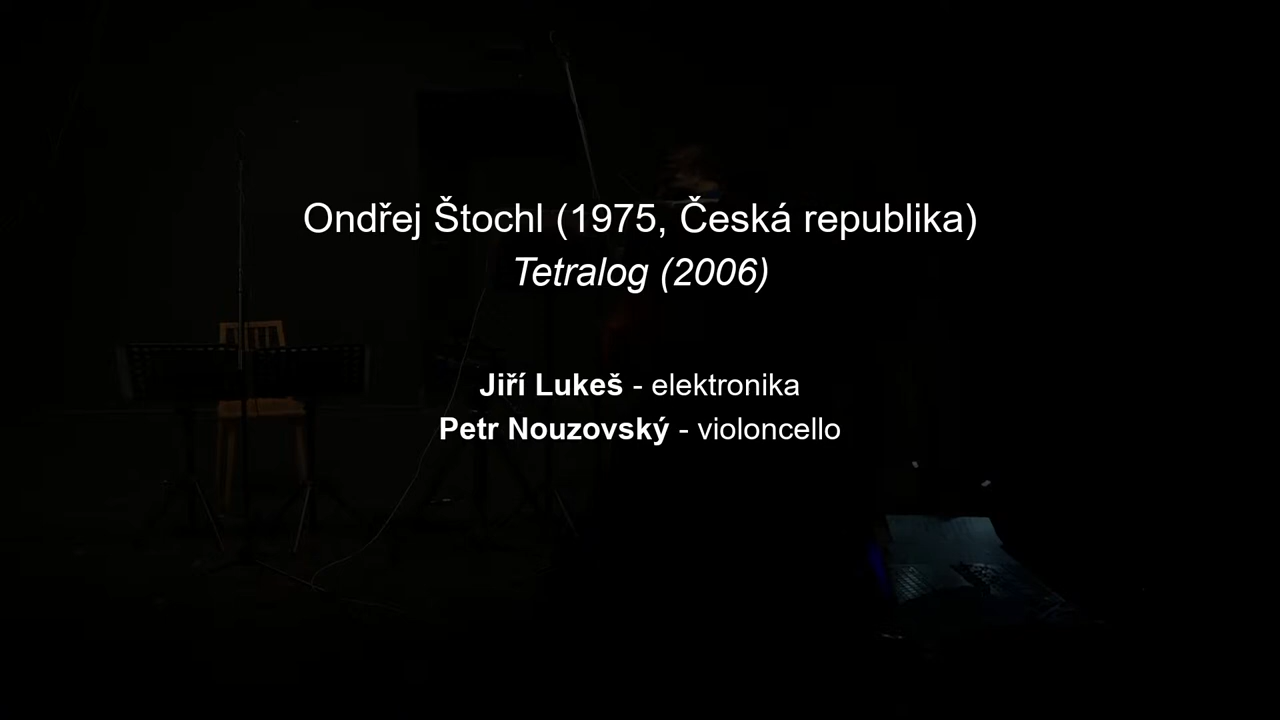 Ondřej Štochl (1975, Česká republika)
Tetralog (2006)
Jiří Lukeš - elektronika
Petr Nouzovský - violoncello